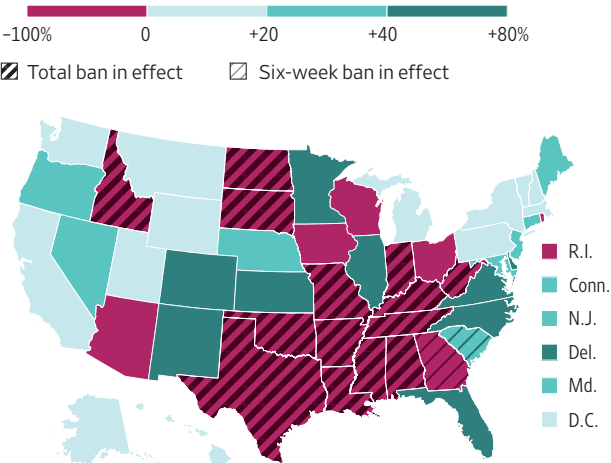 −100% 0 +20 +40 +80%
Total ban in effect Six-week ban in effect
R.I.
Conn.
N.J.
Del.
Md.
D.C.